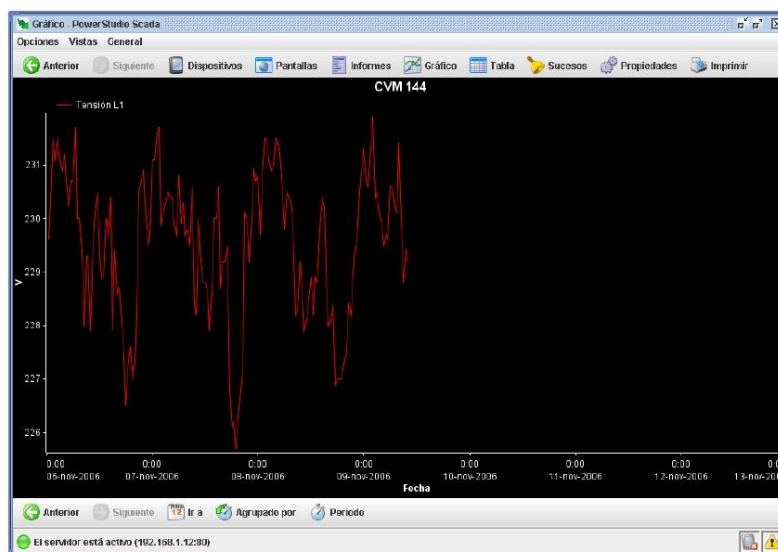 Gráfico - PowerStudio Scada
Opciones Vistas General
Anterior Siguiente Dispositivos Pantallas Informes Gráfico Tabla Sucesos Propiedades Imprimir
CVM 144
Tensión L1
231
230
229
V
228
227
226
0:00 0:00 0:00 0:00 0:00 0:00 0:00 0:00
06-nov-2006 07-nov-2006 08-nov-2006 09-nov-2006 10-nov-2006 11-nov-2006 12-nov-2006 13-nov-200
Fecha
Anterior Siguiente Ir a Agrupado por Periodo
El servidor está activo (192.168.1.12:80)